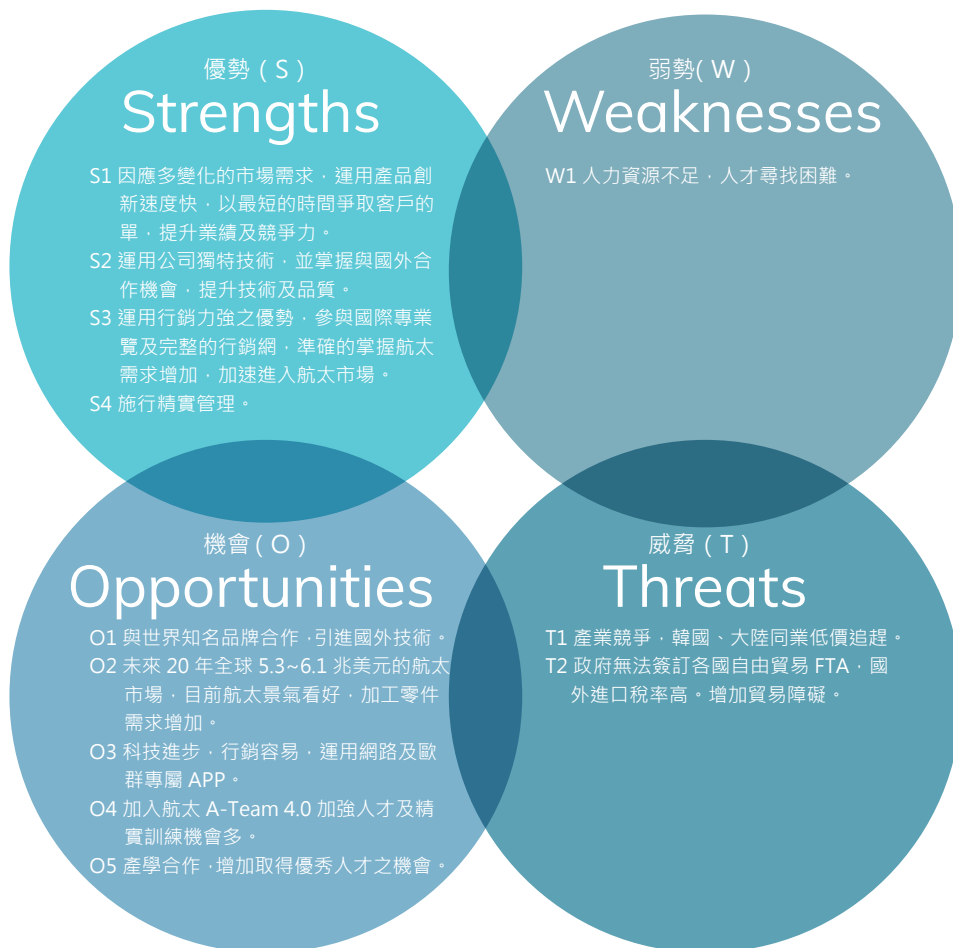 優勢 ( S )
Strengths
S1 因應多變化的市場需求，運用產品創
新速度快，以最短的時間爭取客戶的
單，提升業績及競爭力。
S2 運用公司獨特技術，並掌握與國外合
作機會，提升技術及品質。
S3 運用行銷力強之優勢，參與國際專業
覽及完整的行銷網，準確的掌握航太
需求增加，加速進入航太市場。
S4 施行精實管理。
弱勢( W )
Weaknesses
W1 人力資源不足，人才尋找困難。
機會 ( O )
Opportunities
O1 與世界知名品牌合作，引進國外技術。
O2 未來 20 年全球 5.3~6.1 兆美元的航太
市場，目前航太景氣看好，加工零件
需求增加。
O3 科技進步，行銷容易，運用網路及歐
群專屬 APP。
O4 加入航太 A-Team 4.0 加強人才及精
實訓練機會多。
O5 產學合作，增加取得優秀人才之機會。
威脅 ( T )
Threats
T1 產業競爭，韓國、大陸同業低價追趕。
T2 政府無法簽訂各國自由貿易 FTA，國
外進口稅率高。增加貿易障礙。